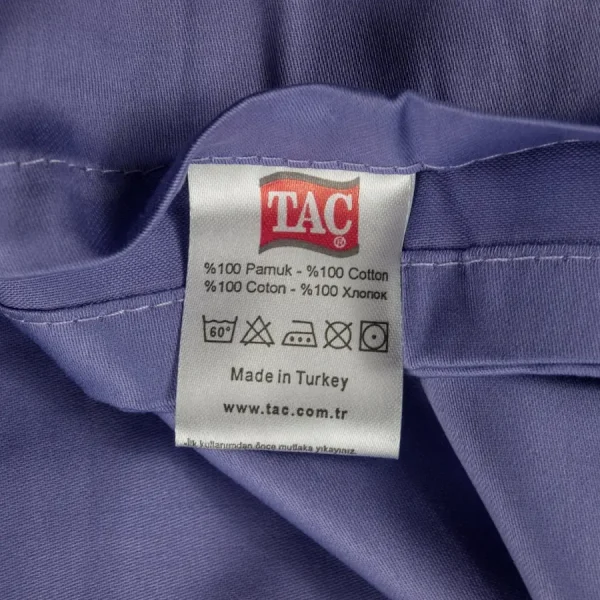 TAC
®
%100 Pamuk - %100 Cotton
%100 Coton - %100 Хлопок
60°
Made in Turkey
www.tac.com.tr
İlk kullanımdan önce mutlaka yıkayınız.